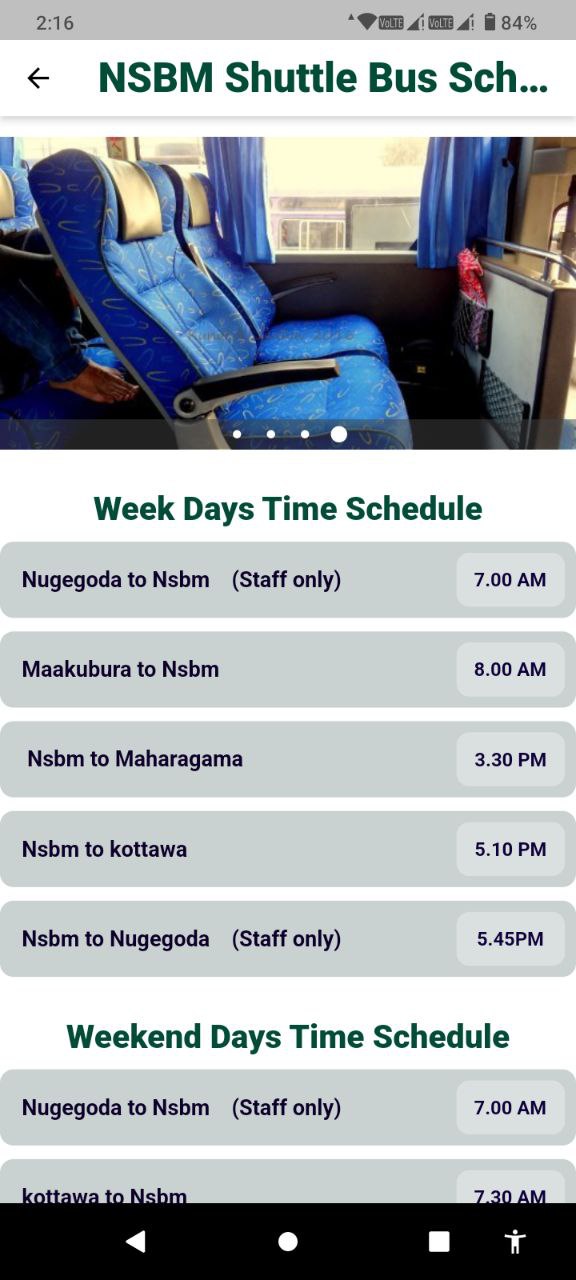 2:16 VoLTE VoLTE 84%
NSBM Shuttle Bus Sch...
Week Days Time Schedule
Nugegoda to Nsbm (Staff only) 7.00 AM
Maakubura to Nsbm 8.00 AM
Nsbm to Maharagama 3.30 PM
Nsbm to kottawa 5.10 PM
Nsbm to Nugegoda (Staff only) 5.45PM
Weekend Days Time Schedule
Nugegoda to Nsbm (Staff only) 7.00 AM
kottawa to Nsbm 7.30 AM